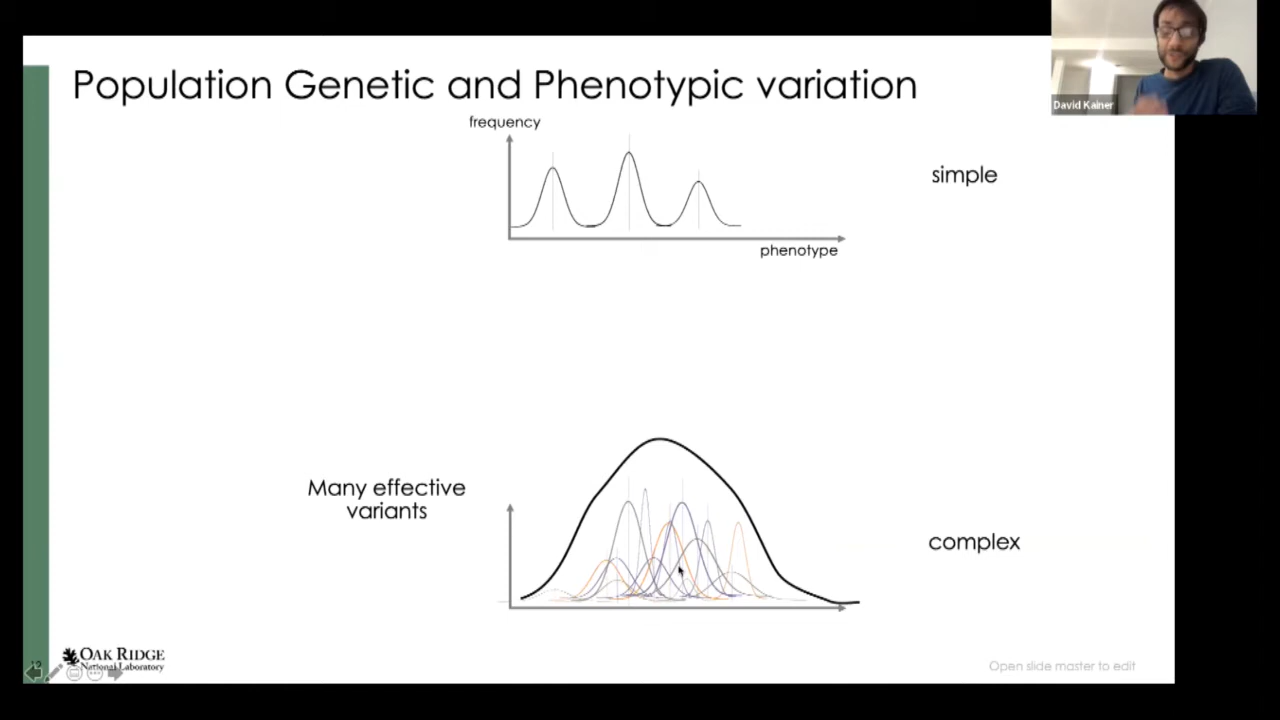 Population Genetic and Phenotypic variation
David Kainer
frequency
simple
phenotype
Many effective
variants
complex
OAK RIDGE
National Laboratory
Open slide master to edit